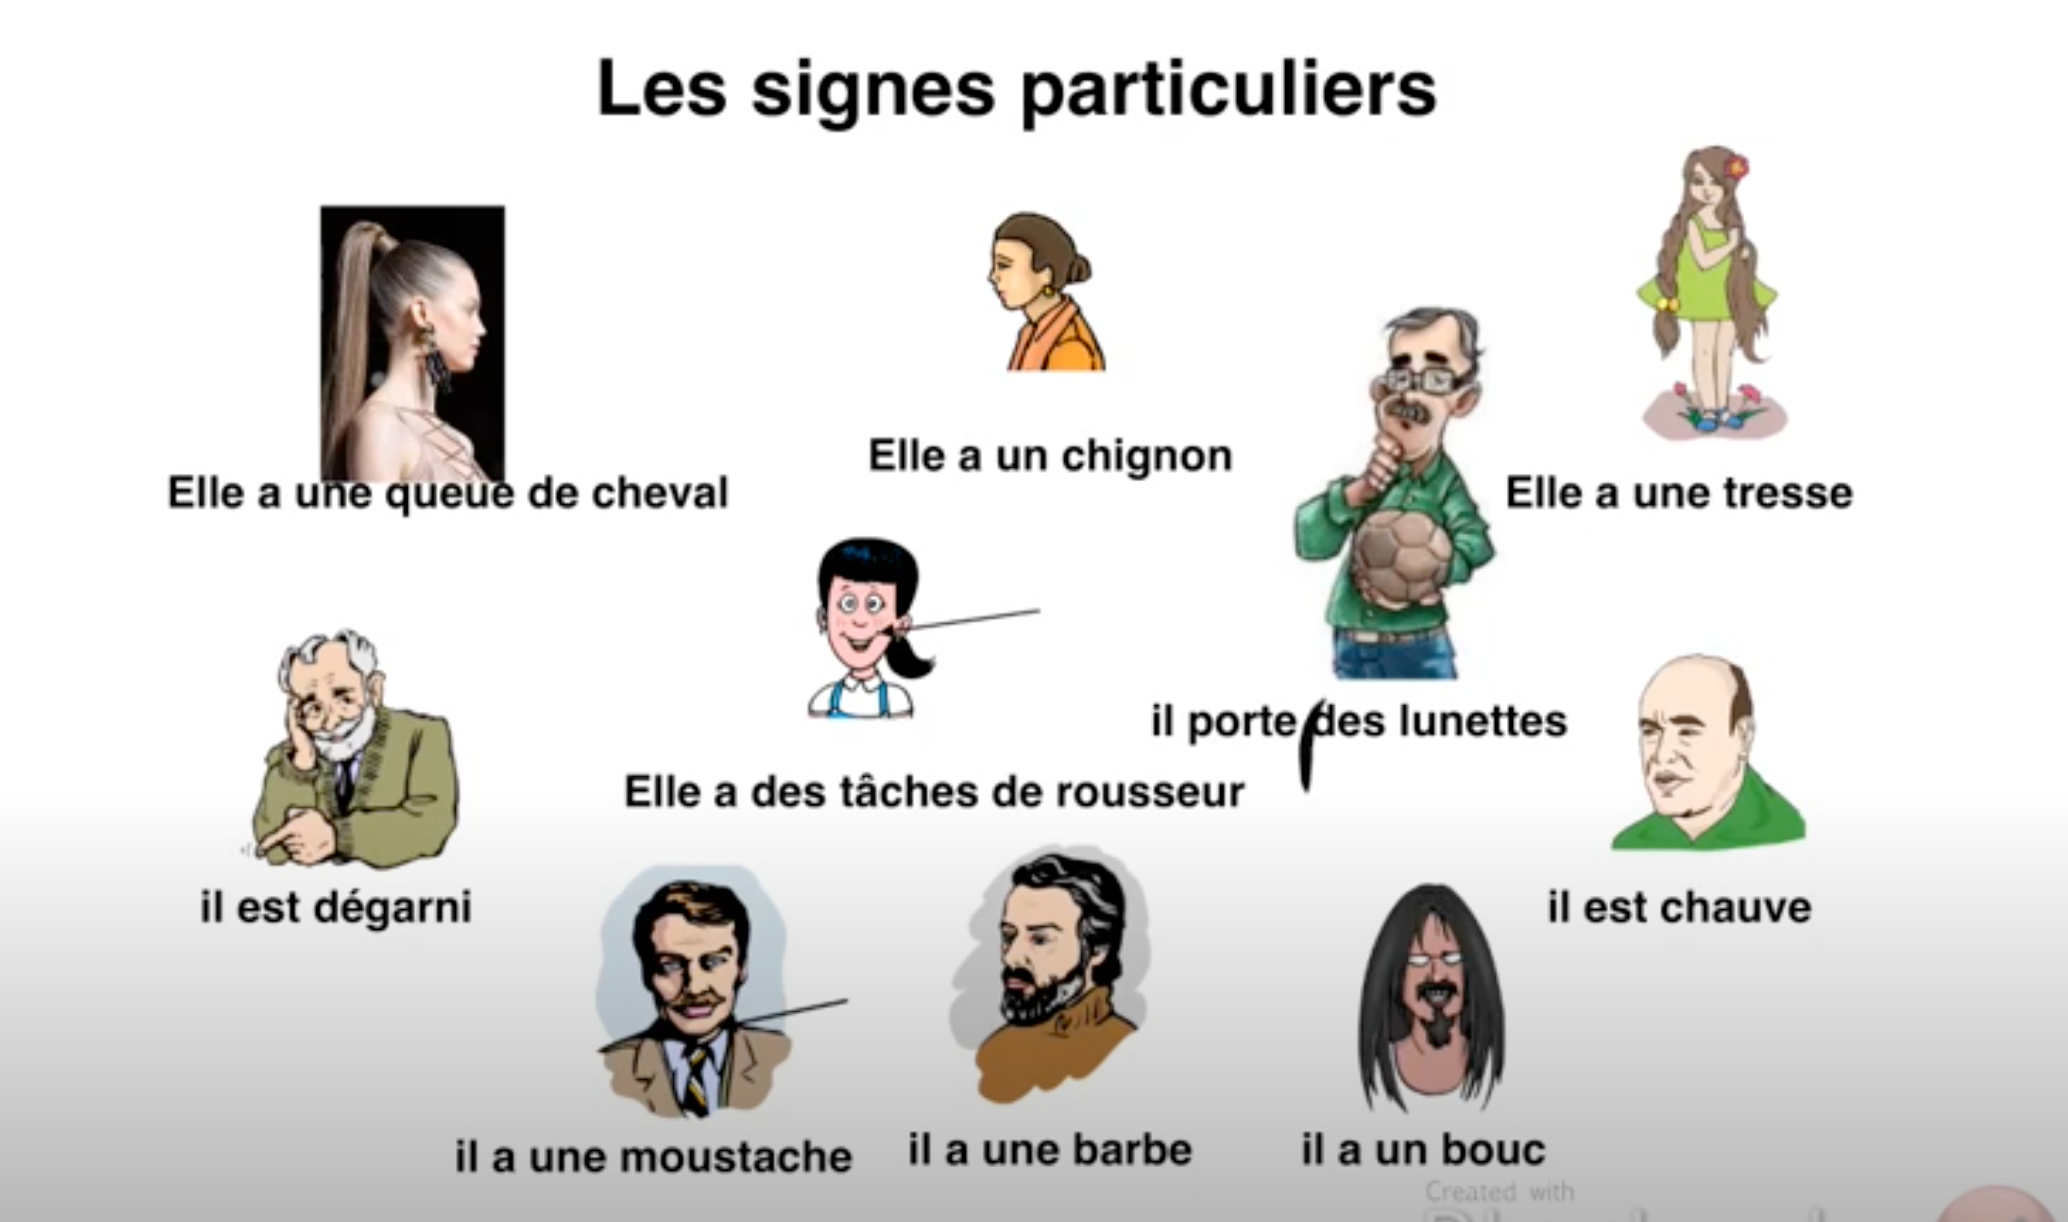 Les signes particuliers
Elle a une queue de cheval
Elle a un chignon
Elle a une tresse
il porte des lunettes
Elle a des tâches de rousseur
il est dégarni
il est chauve
il a une moustache
il a une barbe
il a un bouc
Created with